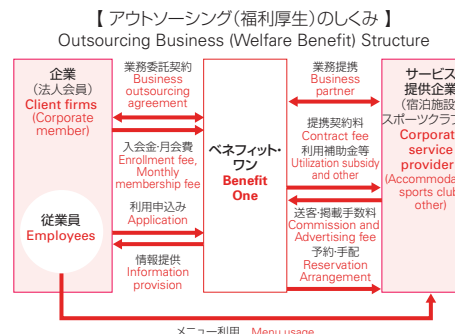 【 アウトソーシング(福利厚生)のしくみ 】
Outsourcing Business (Welfare Benefit) Structure
企業
(法人会員)
Client firms
(Corporate
member)
従業員
Employees
業務委託契約
Business
outsourcing
agreement
入会金・月会費
Enrollment fee,
Monthly
membership fee
利用申込み
Application
情報提供
Information
provision
ベネフィット・
ワン
Benefit
One
業務提携
Business
partner
提携契約料
Contract fee
利用補助金等
Utilization subsidy
and other
送客・掲載手数料
Commission and
Advertising fee
予約・手配
Reservation
Arrangement
サービス
提供企業
(宿泊施設
スポーツクラブ
Corporate
service
provider
(Accommoda
sports club
other)
メニュー利用 Menu usage